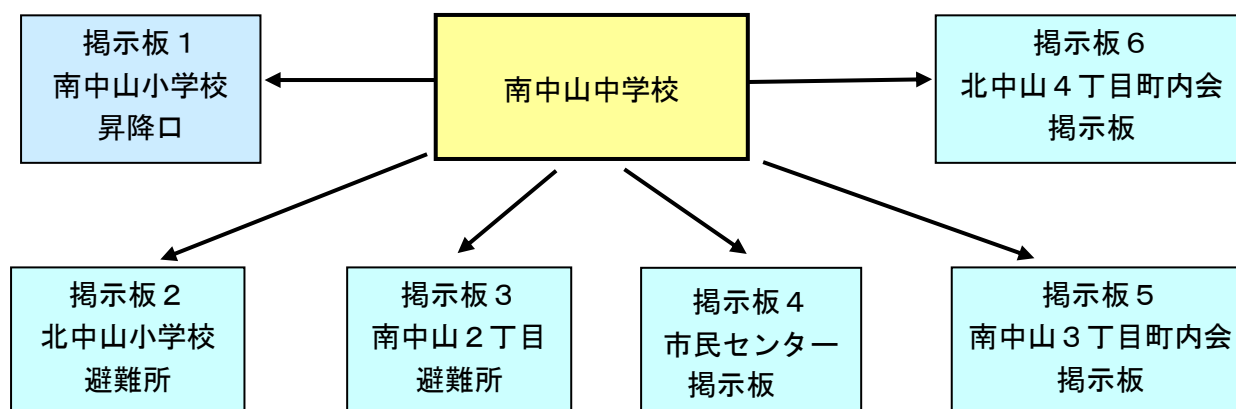 掲示板１
南中山小学校
昇降口
南中山中学校
掲示板６
北中山４丁目町内会
掲示板
掲示板２
北中山小学校
避難所
掲示板３
南中山２丁目
避難所
掲示板４
市民センター
掲示板
掲示板５
南中山３丁目町内会
掲示板